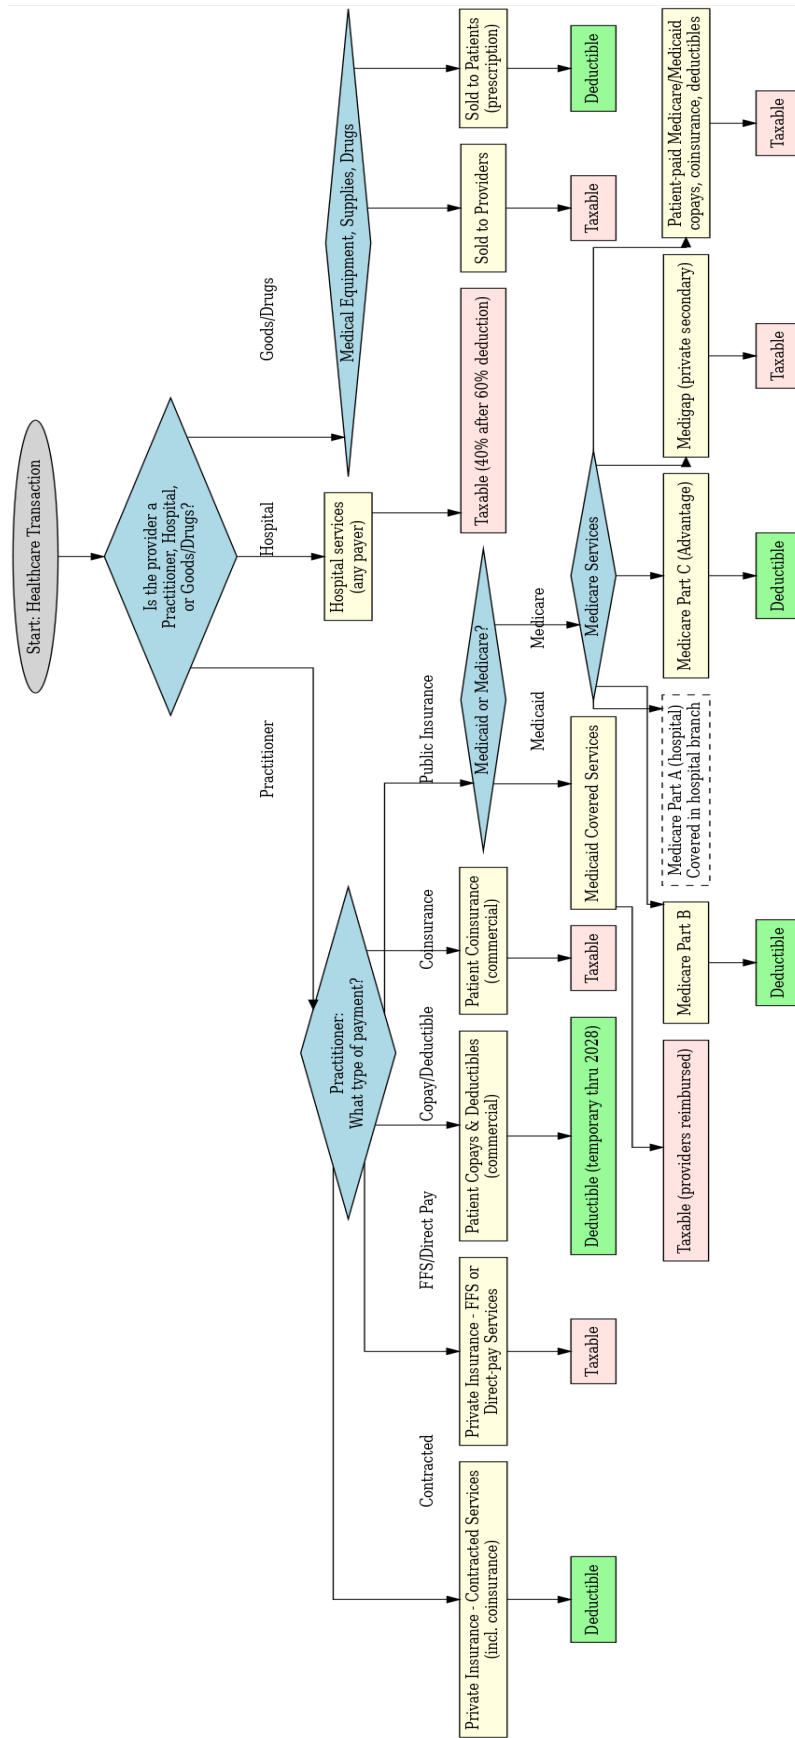 Start: Healthcare Transaction
Is the provider a
Practitioner, Hospital,
or Goods/Drugs?
Practitioner
Hospital
Goods/Drugs
Practitioner:
What type of payment?
Hospital services
(any payer)
Medical Equipment, Supplies, Drugs
Contracted
FFS/Direct Pay
Copay/Deductible
Coinsurance
Public Insurance
Private Insurance - Contracted Services
(incl. coinsurance)
Private Insurance - FFS or
Direct-pay Services
Patient Copays & Deductibles
(commercial)
Patient Coinsurance
(commercial)
Medicaid or Medicare?
Taxable (40% after 60% deduction)
Sold to Providers
Sold to Patients
(prescription)
Medicaid
Medicare
Deductible
Taxable
Deductible (temporary thru 2028)
Taxable
Medicaid Covered Services
Medicare Services
Taxable
Deductible
Taxable (providers reimbursed)
Medicare Part B
Medicare Part A (hospital)
Covered in hospital branch
Medicare Part C (Advantage)
Medigap (private secondary)
Patient-paid Medicare/Medicaid
copays, coinsurance, deductibles
Deductible
Deductible
Taxable
Taxable